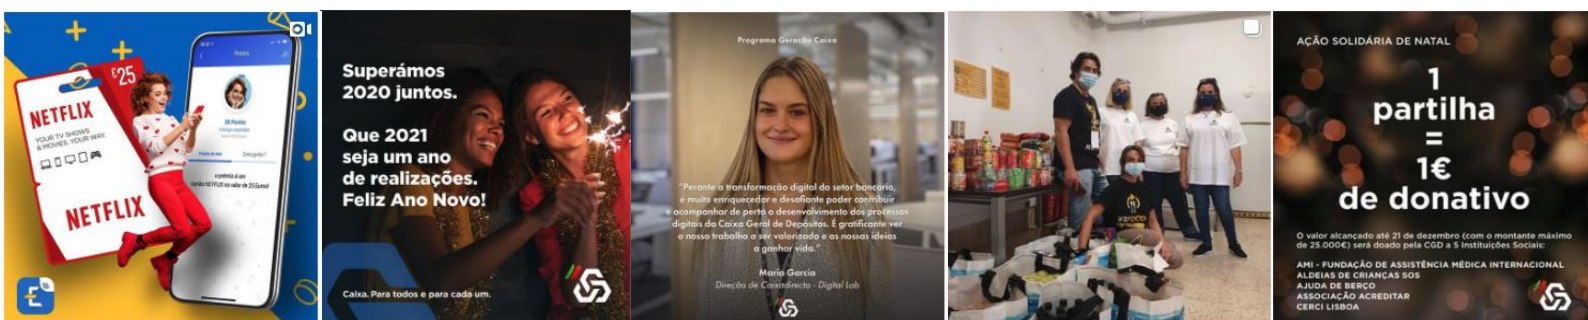 €25
NETFLIX
YOUR TV SHOWS
& MOVIES. YOUR WAY.
NETFLIX
Superámos
2020 juntos.
Que 2021
seja um ano
de realizações.
Feliz Ano Novo!
Caixa. Para todos e para cada um.
Programa Geração Caixa
"Perante a transformação digital do setor bancário,
é muito enriquecedor e desafiante poder contribuir
e acompanhar de perto o desenvolvimento dos processos
digitais da Caixa Geral de Depósitos. É gratificante ver
o nosso trabalho a ser valorizado e as nossas ideias
a ganhar vida."
Maria Garcia
Direção de Caixadirecta - Digital Lab
AÇÃO SOLIDÁRIA DE NATAL
1
partilha
=
1€
de donativo
O valor alcançado até 21 de dezembro (com o montante máximo
de 25.000€) será doado pela CGD a 5 Instituições Sociais:
AMI - FUNDAÇÃO DE ASSISTÊNCIA MÉDICA INTERNACIONAL
ALDEIAS DE CRIANÇAS SOS
AJUDA DE BERÇO
ASSOCIAÇÃO ACREDITAR
CERCI LISBOA